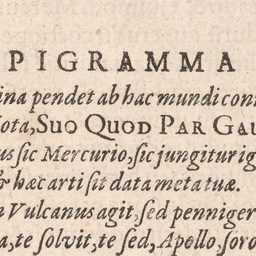 PIGRAMMA
ina pendet ab hac mundi con
ota, SUO QUOD PAR GAU
us sic Mercurio, sic jungitur ig
& hæc arti sit data meta tuæ.
n Vulcanus agit, sed penniger
a, te solvit, te sed, Apollo, soro